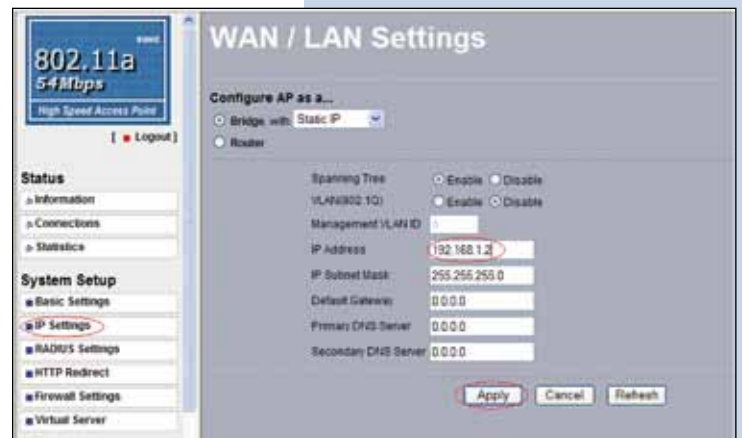 802.11a
54Mbps
High Speed Access Point
[ Logout ]
Status
Information
Connections
Statistics
System Setup
Basic Settings
IP Settings
RADIUS Settings
HTTP Redirect
Firewall Settings
Virtual Server
WAN / LAN Settings
Configure AP as a...
Bridge with Static IP
Router
Spanning Tree Enable Disable
VLAN(802.1Q) Enable Disable
Management VLAN ID
IP Address 192.168.1.2
IP Subnet Mask 255.255.255.0
Default Gateway 0.0.0.0
Primary DNS Server 0.0.0.0
Secondary DNS Server 0.0.0.0
Apply Cancel Refresh